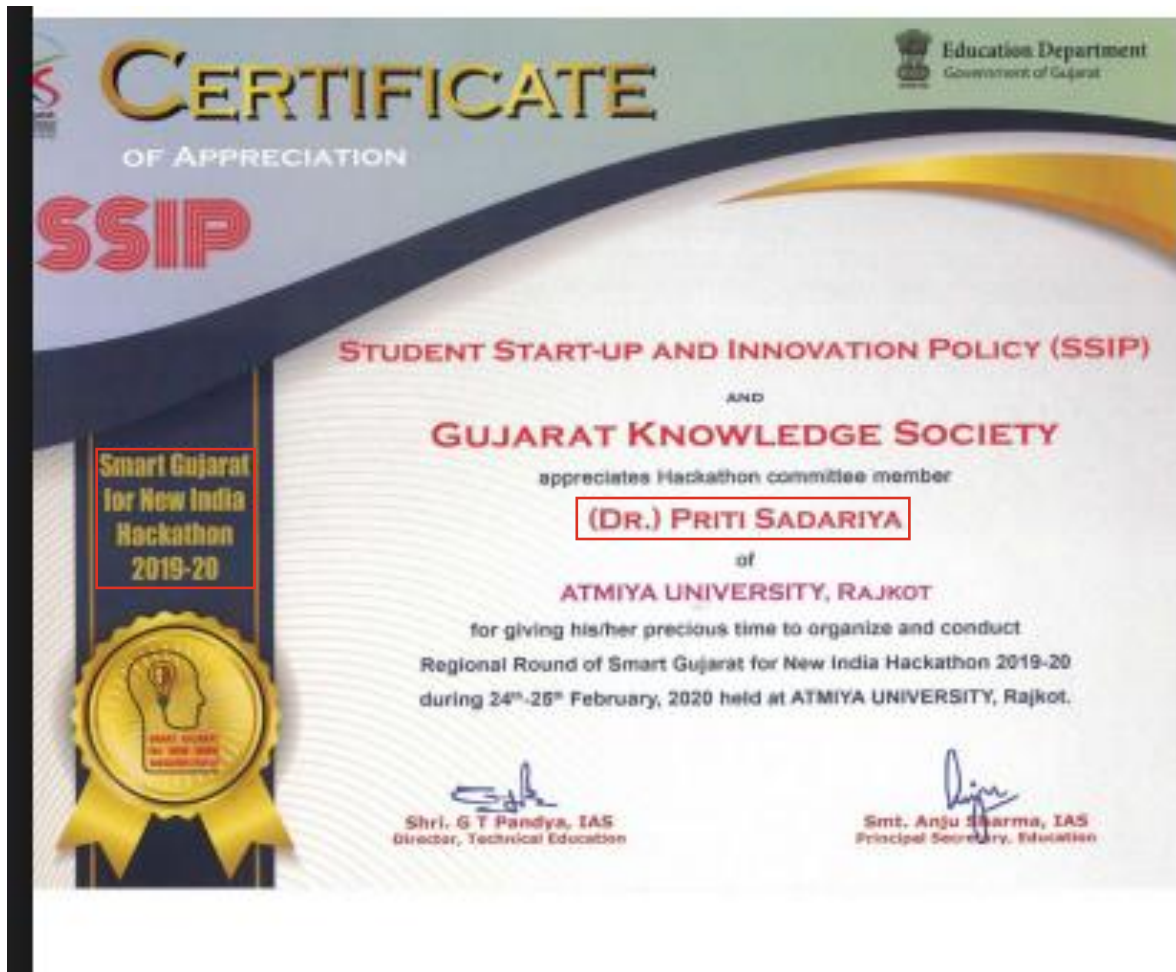 CERTIFICATE
OF APPRECIATION
Education Department
Government of Gujarat
SSIP
STUDENT START-UP AND INNOVATION POLICY (SSIP)
AND
GUJARAT KNOWLEDGE SOCIETY
appreciates Hackathon committee member
(DR.) PRITI SADARIYA
of
ATMIYA UNIVERSITY, RAJKOT
for giving his/her precious time to organize and conduct
Regional Round of Smart Gujarat for New India Hackathon 2019-20
during 24th-25th February, 2020 held at ATMIYA UNIVERSITY, Rajkot.
Smart Gujarat
for New India
Hackathon
2019-20
Shri. G T Pandya, IAS
Director, Technical Education
Smt. Anju Sharma, IAS
Principal Secretary, Education